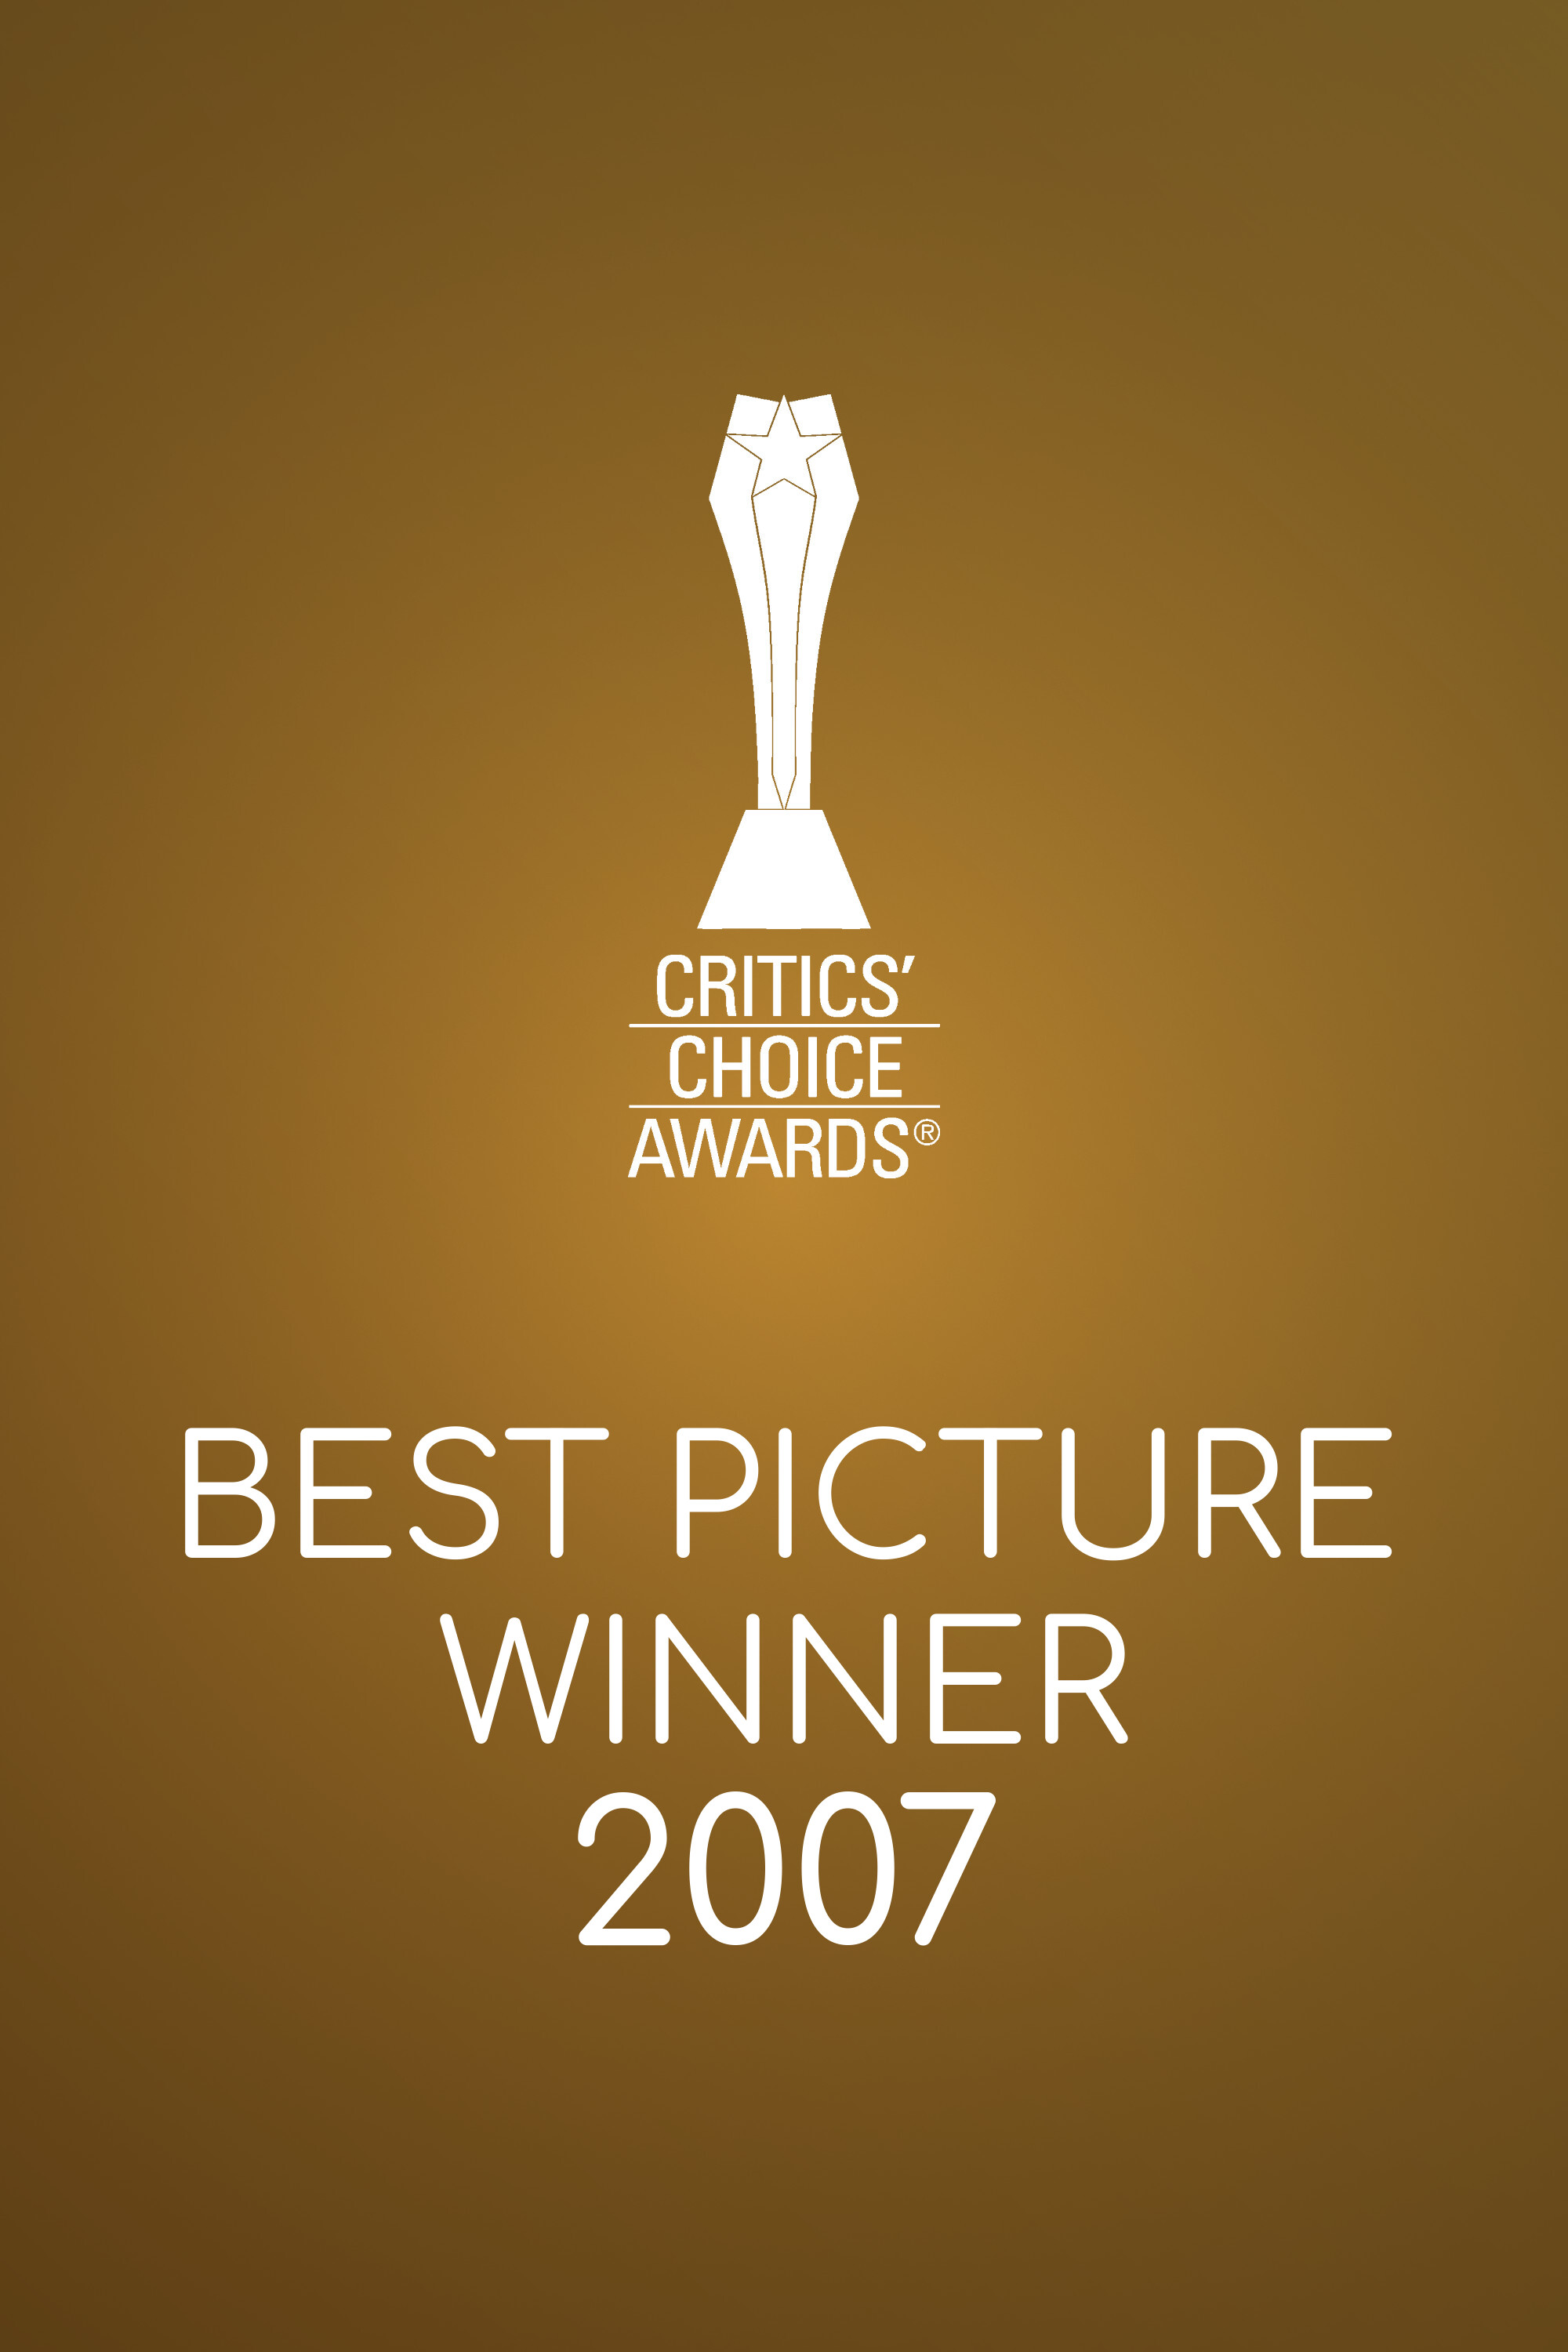 CRITICS'
CHOICE
AWARDS®
BEST PICTURE
WINNER
2007